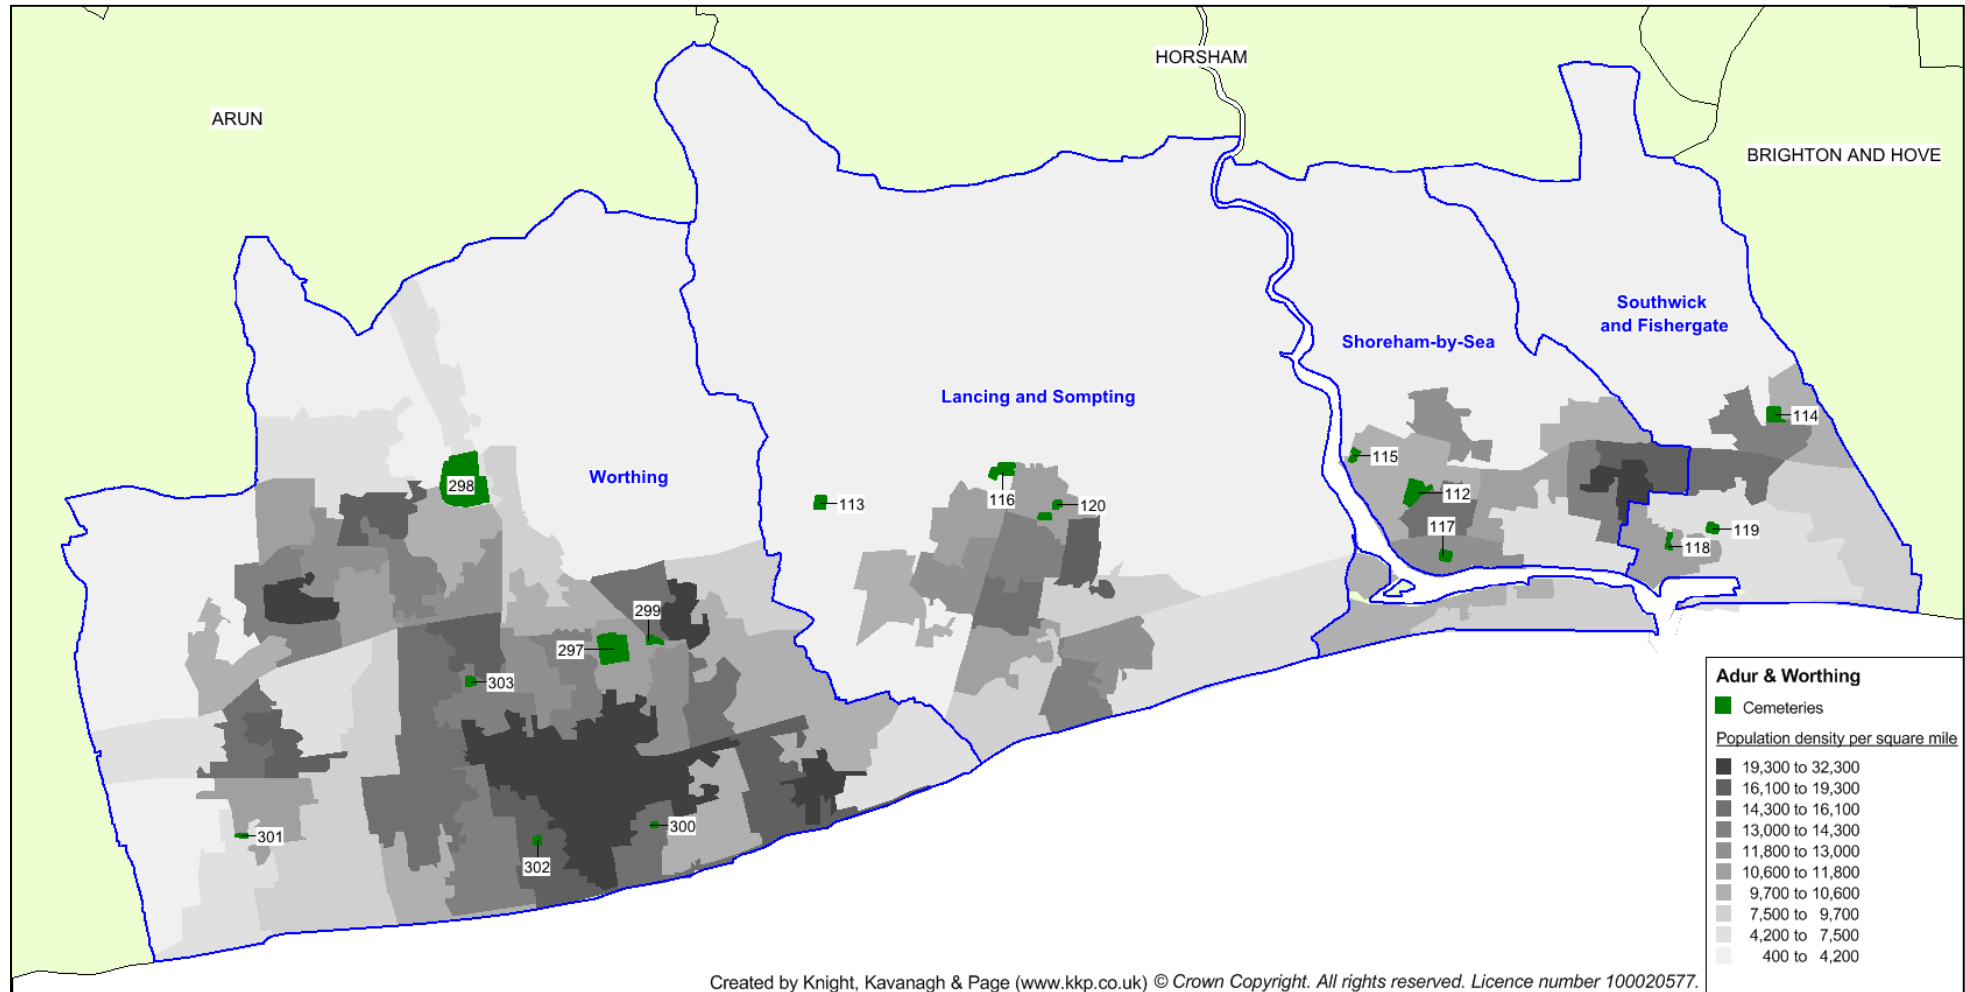 HORSHAM
ARUN
BRIGHTON AND HOVE
Southwick
and Fishergate
Shoreham-by-Sea
Lancing and Sompting
Worthing
114
115
298
112
116
113
120
117
119
118
299
297
303
300
301
302
Adur & Worthing
Cemeteries
Population density per square mile
19,300 to 32,300
16,100 to 19,300
14,300 to 16,100
13,000 to 14,300
11,800 to 13,000
10,600 to 11,800
9,700 to 10,600
7,500 to 9,700
4,200 to 7,500
400 to 4,200
Created by Knight, Kavanagh & Page (www.kkp.co.uk) © Crown Copyright. All rights reserved. Licence number 100020577.